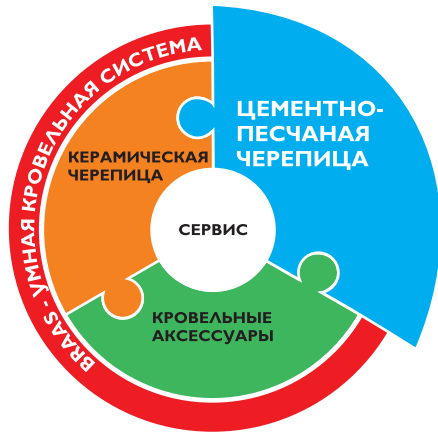 BRAAS - УМНАЯ КРОВЕЛЬНАЯ СИСТЕМА
ЦЕМЕНТНО-
ПЕСЧАНАЯ
ЧЕРЕПИЦА
КЕРАМИЧЕСКАЯ
ЧЕРЕПИЦА
СЕРВИС
КРОВЕЛЬНЫЕ
АКСЕССУАРЫ